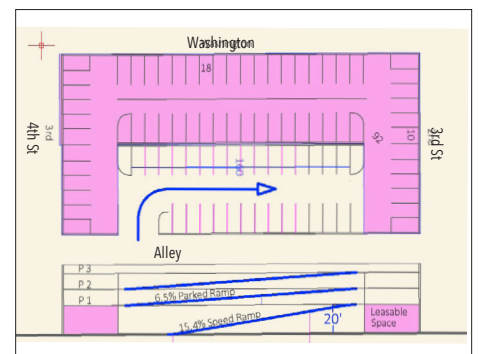 Washington
18
4th St
3rd
92
10
3rd St
160
Alley
P 3
P 2
6.5% Parked Ramp
P 1
15.4% Speed Ramp
20'
Leasable
Space